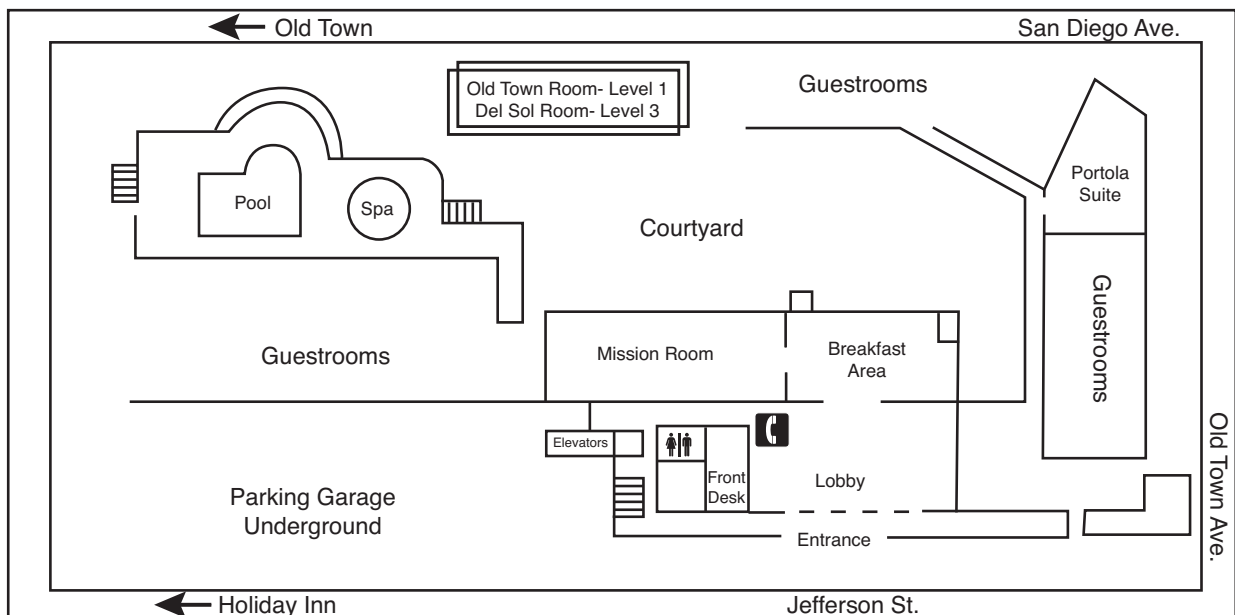 Old Town
San Diego Ave.
Old Town Room- Level 1
Del Sol Room- Level 3
Guestrooms
Portola
Suite
Pool
Spa
Courtyard
Guestrooms
Guestrooms
Mission Room
Breakfast
Area
Elevators
Front
Desk
Lobby
Parking Garage
Underground
Entrance
Old Town Ave.
Holiday Inn
Jefferson St.